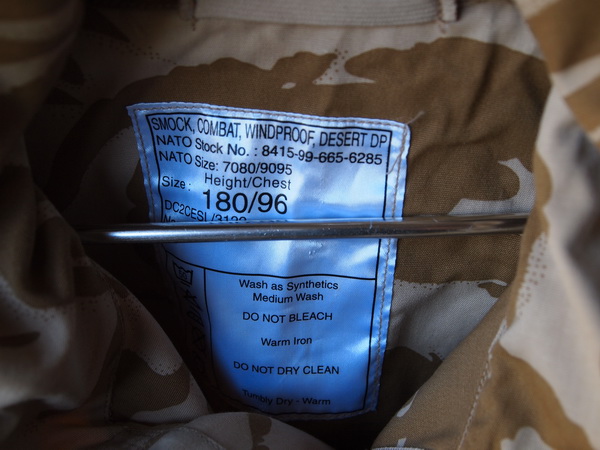 SMOCK, COMBAT, WINDPROOF, DESERT DP
NATO Stock No. : 8415-99-665-6285
NATO Size: 7080/9095
Height/Chest
Size: 180/96
Wash as Synthetics
Medium Wash
DO NOT BLEACH
Warm Iron
DO NOT DRY CLEAN
Tumbly Dry - Warm